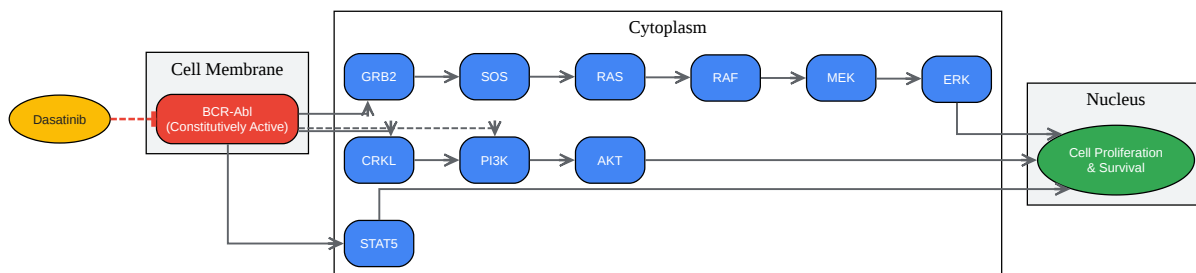 Cytoplasm
Cell Membrane
GRB2
SOS
RAS
RAF
MEK
ERK
Nucleus
Dasatinib
BCR-Abl
(Constitutively Active)
CRKL
PI3K
AKT
Cell Proliferation
& Survival
STAT5